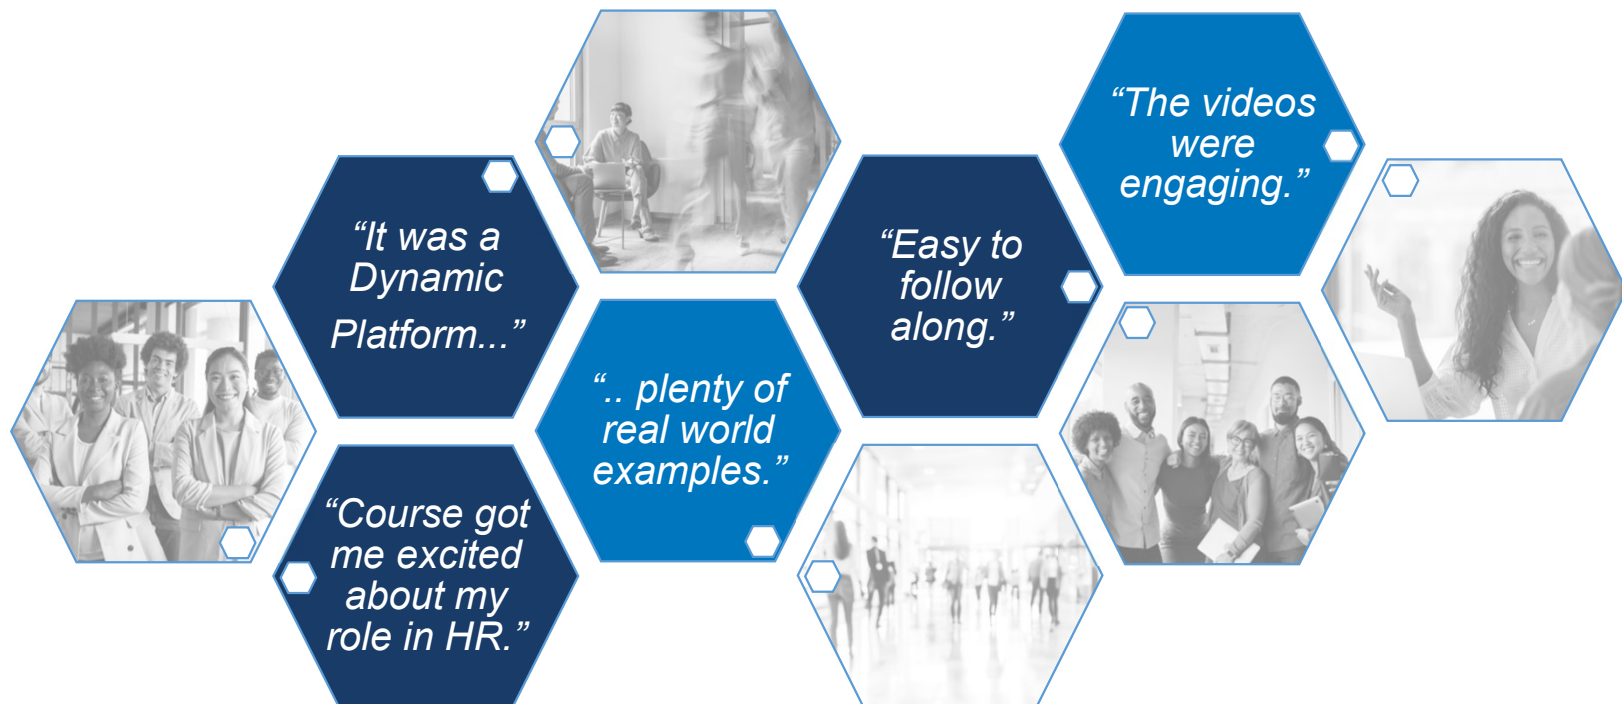 “It was a
Dynamic
Platform...”
“Course got
me excited
about my
role in HR.”
“.. plenty of
real world
examples.”
“Easy to
follow
along.”
“The videos
were
engaging.”